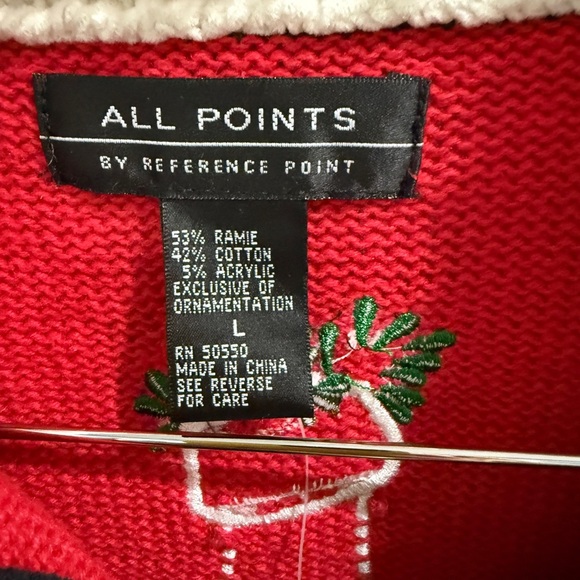 ALL POINTS
BY REFERENCE POINT
53% RAMIE
42% COTTON
5% ACRYLIC
EXCLUSIVE OF
ORNAMENTATION
L
RN 50550
MADE IN CHINA
SEE REVERSE
FOR CARE